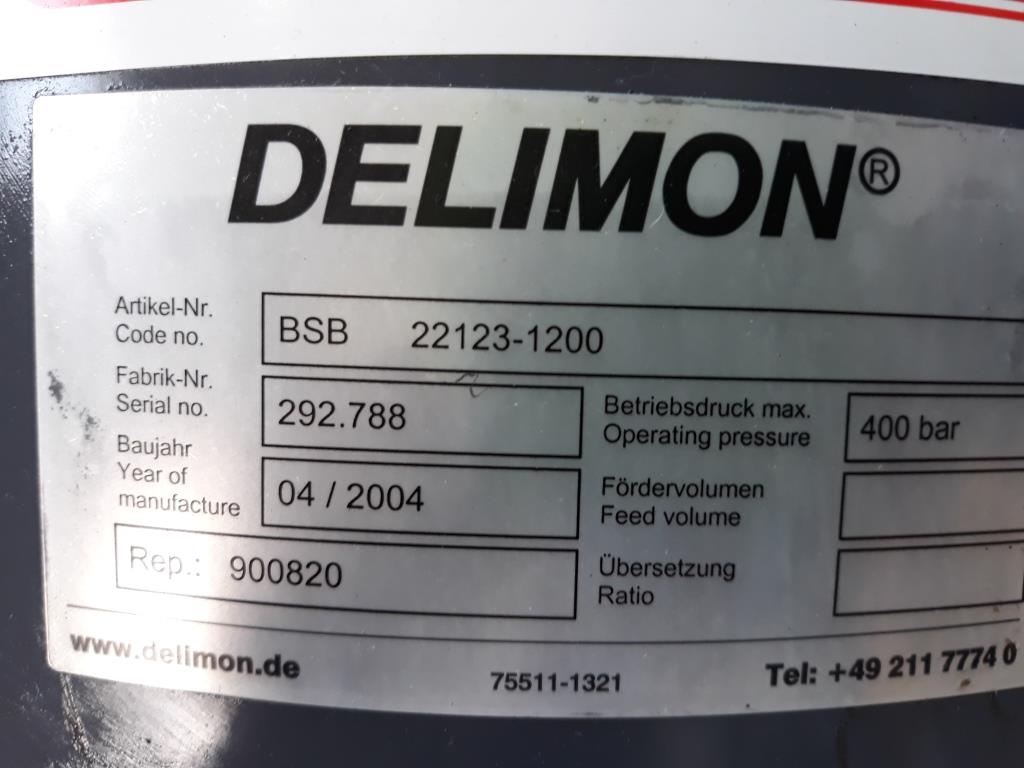 DELIMON®
Artikel-Nr.
Code no.
BSB 22123-1200
Fabrik-Nr.
Serial no.
292.788
Betriebsdruck max.
Operating pressure
400 bar
Baujahr
Year of
manufacture
04 / 2004
Fördervolumen
Feed volume
Rep.: 900820
Übersetzung
Ratio
www.delimon.de
75511-1321
Tel: +49 211 7774 0